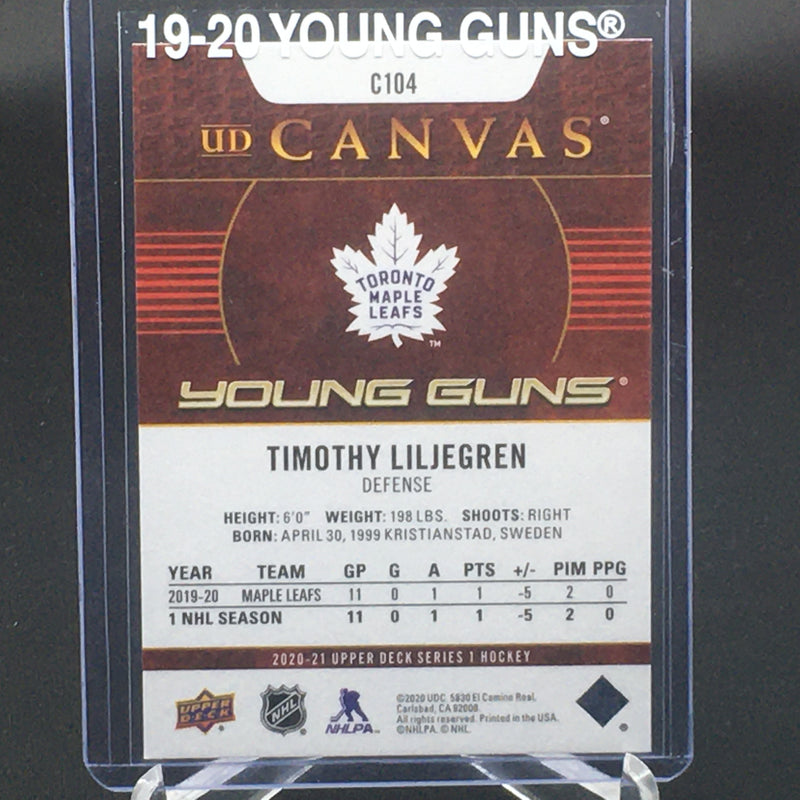 19-20 YOUNG GUNS®
C104
UD CANVAS®
TORONTO
MAPLE
LEAFS
TM
YOUNG GUNS®
TIMOTHY LILJEGREN
DEFENSE
HEIGHT: 6'0" WEIGHT: 198 LBS. SHOOTS: RIGHT
BORN: APRIL 30, 1999 KRISTIANSTAD, SWEDEN
YEAR TEAM GP G A PTS +/- PIM PPG
2019-20 MAPLE LEAFS 11 0 1 1 -5 2 0
1 NHL SEASON 11 0 1 1 -5 2 0
2020-21 UPPER DECK SERIES 1 HOCKEY
UPPER DECK
NHL
NHLPA
©2020 UDC. 5830 El Camino Real,
Carlsbad, CA 92008.
All rights reserved. Printed in the USA.
©NHLPA. © NHL.